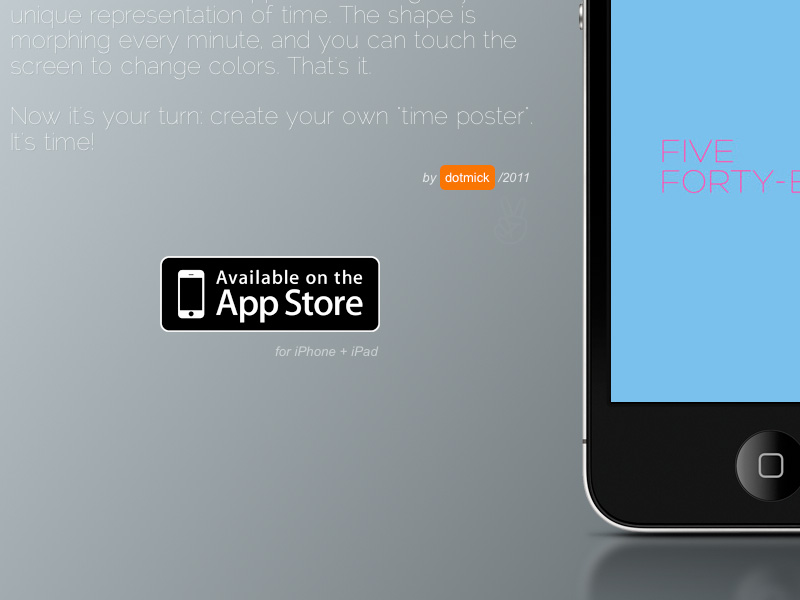 unique representation of time. The shape is
morphing every minute, and you can touch the
screen to change colors. That's it.
Now it's your turn: create your own "time poster".
It's time!
by dotmick /2011
Available on the
App Store
for iPhone + iPad
FIVE
FORTY-E